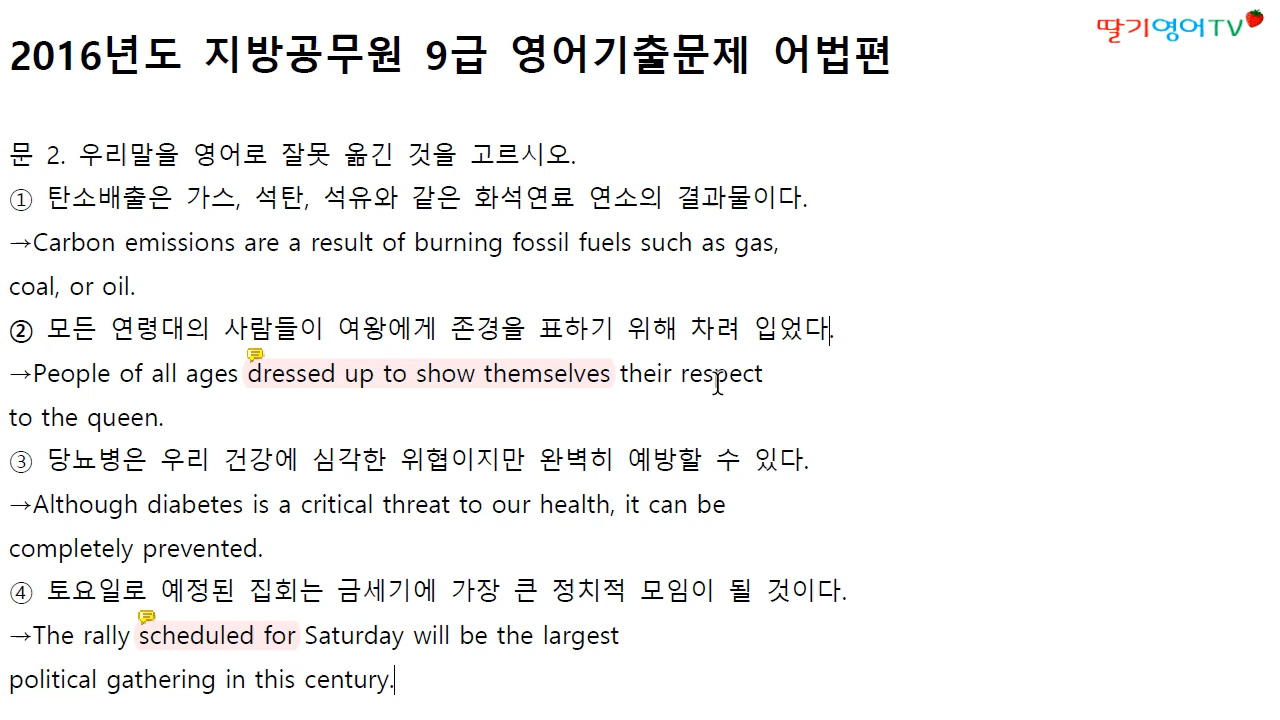 딸기영어TV
2016년도 지방공무원 9급 영어기출문제 어법편
문 2. 우리말을 영어로 잘못 옮긴 것을 고르시오.
① 탄소배출은 가스, 석탄, 석유와 같은 화석연료 연소의 결과물이다.
→Carbon emissions are a result of burning fossil fuels such as gas,
coal, or oil.
② 모든 연령대의 사람들이 여왕에게 존경을 표하기 위해 차려 입었다.
→People of all ages dressed up to show themselves their respect
to the queen.
③ 당뇨병은 우리 건강에 심각한 위협이지만 완벽히 예방할 수 있다.
→Although diabetes is a critical threat to our health, it can be
completely prevented.
④ 토요일로 예정된 집회는 금세기에 가장 큰 정치적 모임이 될 것이다.
→The rally scheduled for Saturday will be the largest
political gathering in this century.